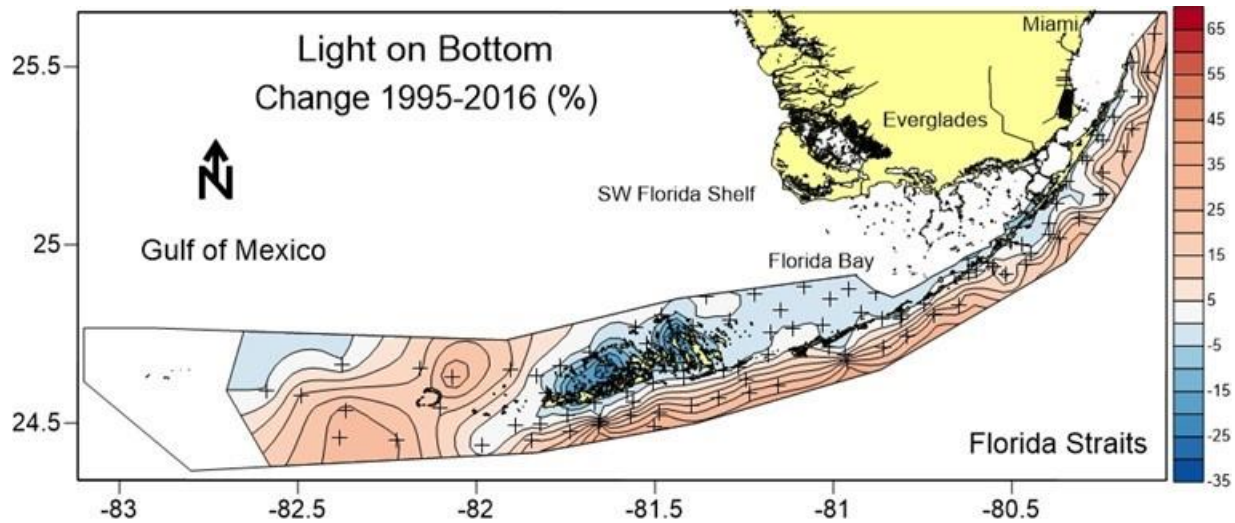 Light on Bottom
Change 1995-2016 (%)
Miami
Everglades
N
SW Florida Shelf
Gulf of Mexico
Florida Bay
Florida Straits
25.5
25
24.5
-83
-82.5
-82
-81.5
-81
-80.5
65
55
45
35
25
15
5
-5
-15
-25
-35